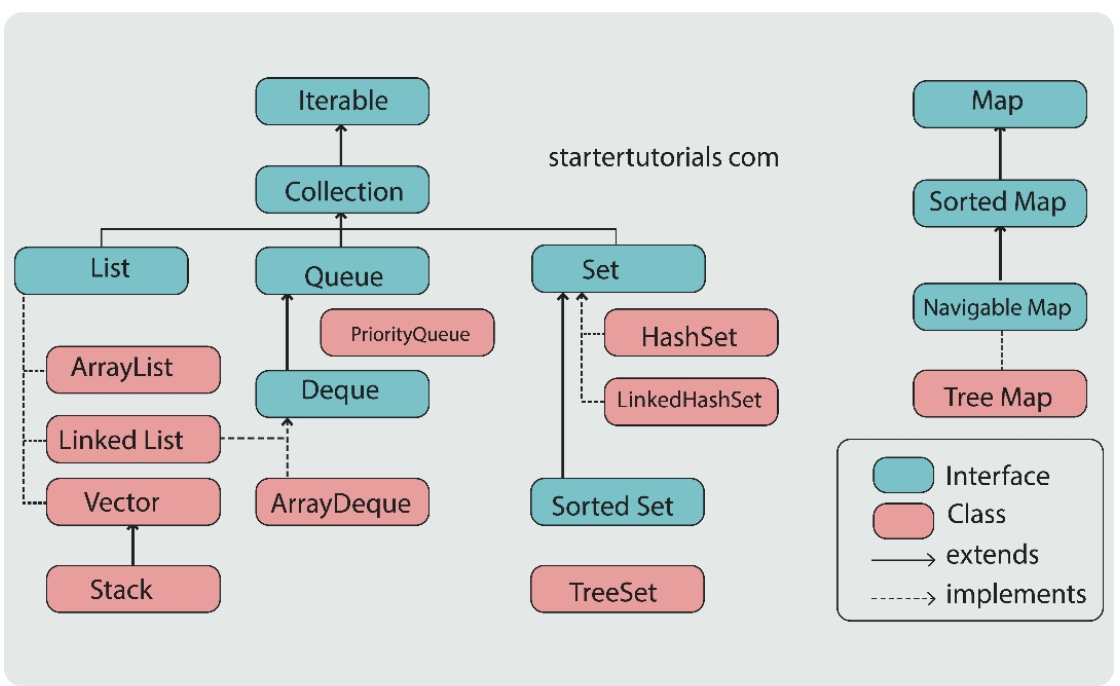 Iterable
Map
startertutorials com
Collection
Sorted Map
List
Queue
Set
Navigable Map
PriorityQueue
HashSet
ArrayList
Deque
LinkedHashSet
Tree Map
Linked List
Interface
Vector
ArrayDeque
Sorted Set
Class
extends
Stack
TreeSet
implements